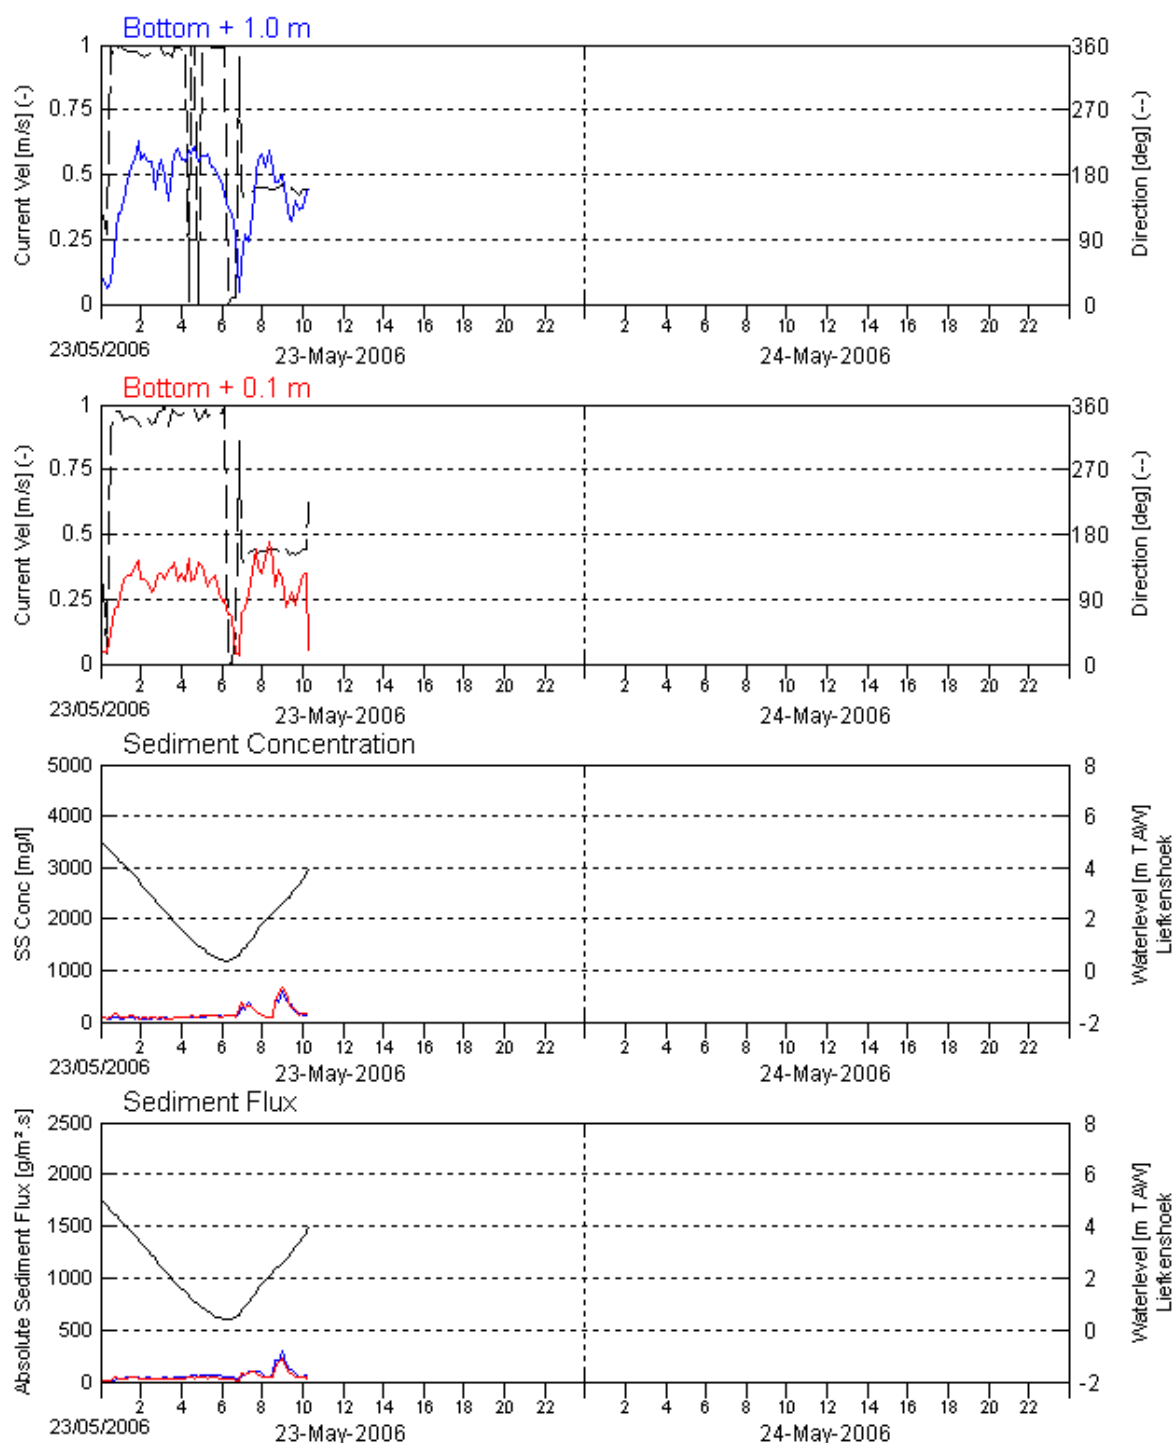 Bottom + 1.0 m
1 0.75 0.5 0.25 0
Current Vel [m/s] (-)
360 270 180 90 0
Direction [deg] (--)
2 4 6 8 10 12 14 16 18 20 22 2 4 6 8 10 12 14 16 18 20 22
23/05/2006 23-May-2006 24-May-2006
Bottom + 0.1 m
1 0.75 0.5 0.25 0
Current Vel [m/s] (-)
360 270 180 90 0
Direction [deg] (--)
2 4 6 8 10 12 14 16 18 20 22 2 4 6 8 10 12 14 16 18 20 22
23/05/2006 23-May-2006 24-May-2006
Sediment Concentration
5000 4000 3000 2000 1000 0
SS Conc [mg/l]
8 6 4 2 0 -2
Waterlevel [m TAW]
Liefkenshoek
2 4 6 8 10 12 14 16 18 20 22 2 4 6 8 10 12 14 16 18 20 22
23/05/2006 23-May-2006 24-May-2006
Sediment Flux
2500 2000 1500 1000 500 0
Absolute Sediment Flux [g/m².s]
8 6 4 2 0 -2
Waterlevel [m TAW]
Liefkenshoek
2 4 6 8 10 12 14 16 18 20 22 2 4 6 8 10 12 14 16 18 20 22
23/05/2006 23-May-2006 24-May-2006